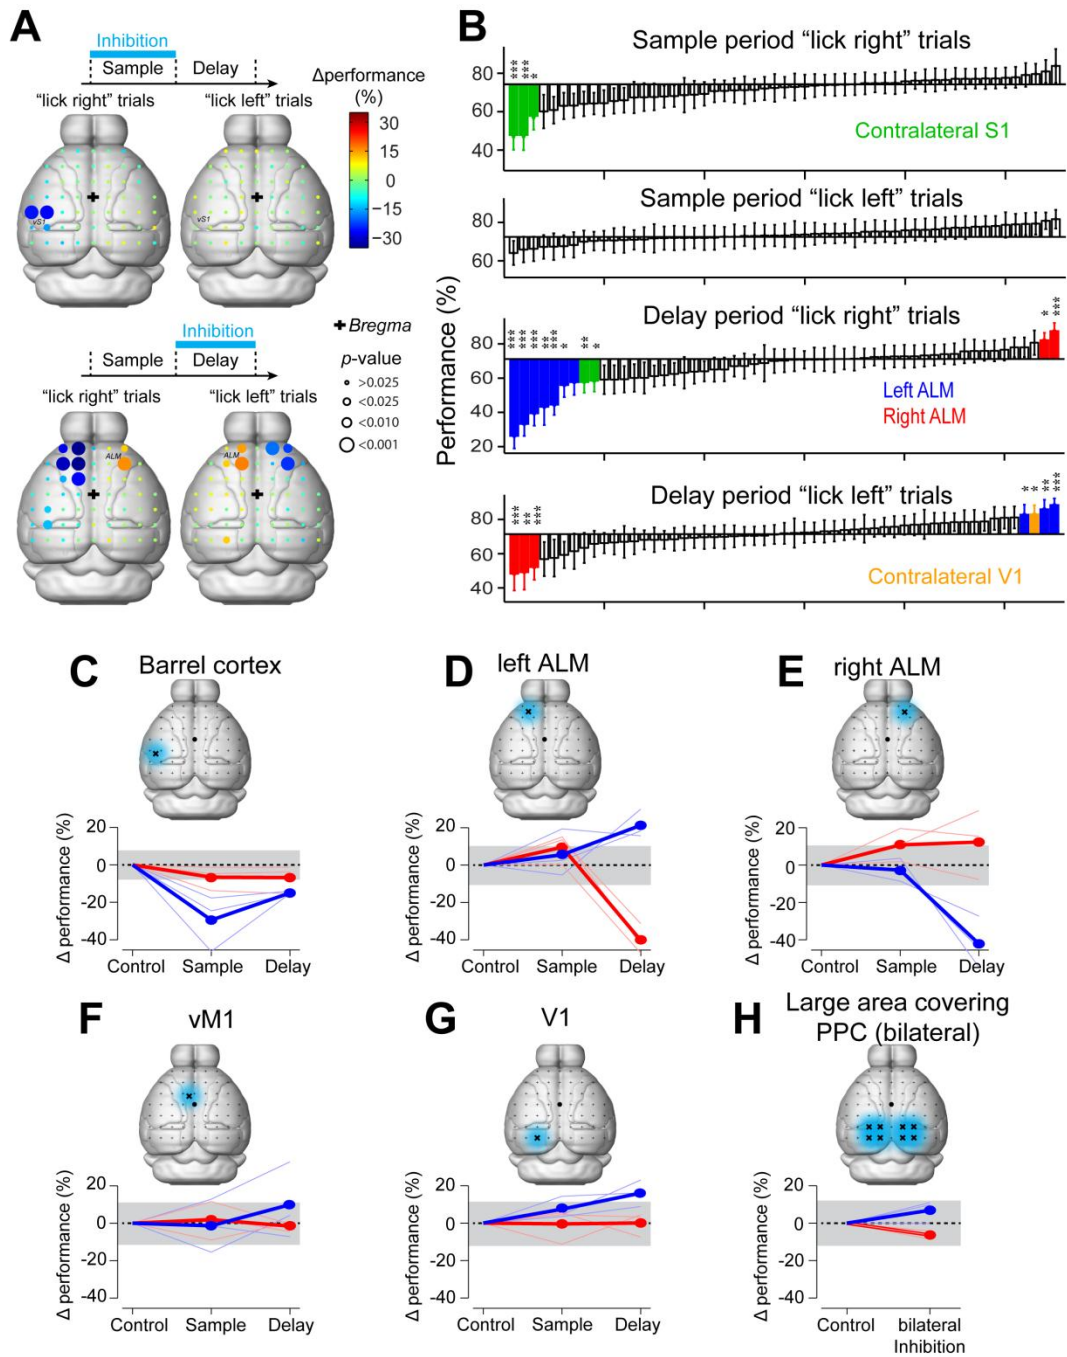 A
Inhibition
Sample
Delay
"lick right" trials
"lick left" trials
Δperformance
(%)
30
15
0
−15
−30
vS1
vS1
Inhibition
Sample
Delay
"lick right" trials
"lick left" trials
ALM
ALM
Bregma
p-value
>0.025
<0.025
<0.010
<0.001
B
Performance (%)
Sample period "lick right" trials
*** *** *
80
60
40
Contralateral S1
Sample period "lick left" trials
80
60
Delay period "lick right" trials
*** *** *** *** *** * ** *
* ***
80
60
40
20
Left ALM
Right ALM
Delay period "lick left" trials
*** ** ***
* * ** ***
80
60
40
Contralateral V1
C
Barrel cortex
Δ performance (%)
20
0
-20
-40
Control
Sample
Delay
D
left ALM
Δ performance (%)
20
0
-20
-40
Control
Sample
Delay
E
right ALM
Δ performance (%)
20
0
-20
-40
Control
Sample
Delay
F
vM1
Δ performance (%)
20
0
-20
-40
Control
Sample
Delay
G
V1
Δ performance (%)
20
0
-20
-40
Control
Sample
Delay
H
Large area covering
PPC (bilateral)
Δ performance (%)
20
0
-20
-40
Control
bilateral
Inhibition